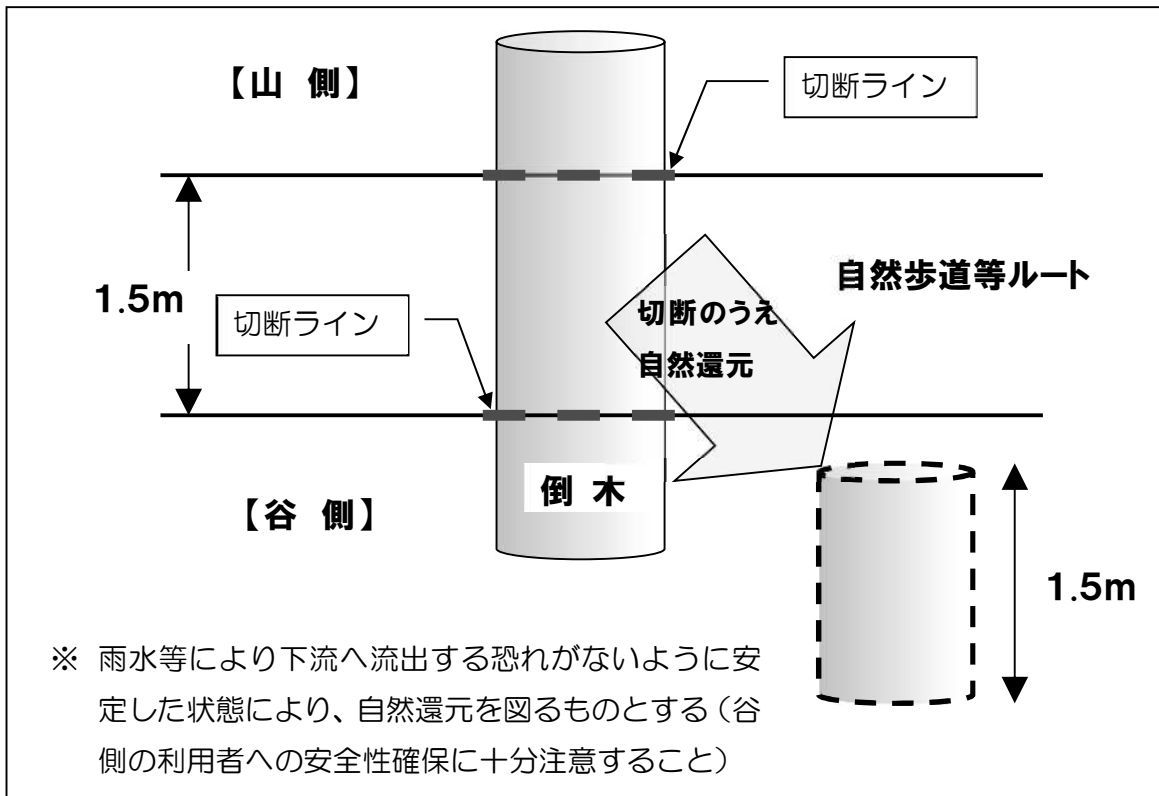 【山 側】
切断ライン
1.5m
切断ライン
自然歩道等ルート
切断のうえ
自然還元
倒 木
【谷 側】
1.5m
※ 雨水等により下流へ流出する恐れがないように安
定した状態により、自然還元を図るものとする（谷
側の利用者への安全性確保に十分注意すること）